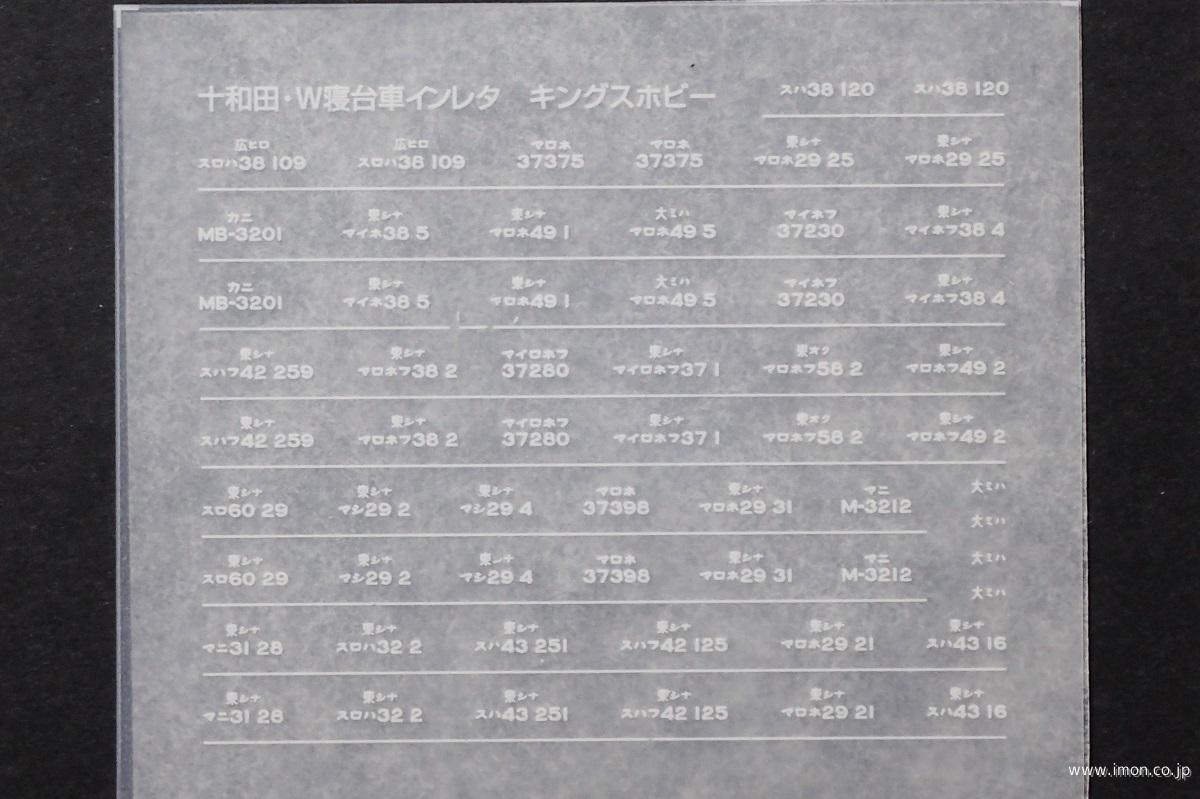 十和田・W寝台車インレタ　キングスホビー　スハ38 120　スハ38 120
広ヒロ　広ヒロ　マロネ　マロネ　東シナ　東シナ
スロハ38 109　スロハ38 109　37375　37375　マロネ29 25　マロネ29 25
カニ　東シナ　東シナ　大ミハ　マイネフ　東シナ
MB-3201　マイネ38 5　マロネ49 1　マロネ49 5　37230　マイネフ38 4
カニ　東シナ　東シナ　大ミハ　マイネフ　東シナ
MB-3201　マイネ38 5　マロネ49 1　マロネ49 5　37230　マイネフ38 4
東シナ　東シナ　マイロネフ　東シナ　東オク　東シナ
スハフ42 259　マロネフ38 2　37280　マイロネフ37 1　マロネフ58 2　マロネフ49 2
東シナ　東シナ　マイロネフ　東シナ　東オク　東シナ
スハフ42 259　マロネフ38 2　37280　マイロネフ37 1　マロネフ58 2　マロネフ49 2
東シナ　東シナ　東シナ　マロネ　東シナ　マニ　大ミハ
スロ60 29　マシ29 2　マシ29 4　37398　マロネ29 31　M-3212　大ミハ
東シナ　東シナ　東シナ　マロネ　東シナ　マニ　大ミハ
スロ60 29　マシ29 2　マシ29 4　37398　マロネ29 31　M-3212　大ミハ
東シナ　東シナ　東シナ　東シナ　東シナ　東シナ
マニ31 28　スロハ32 2　スハ43 251　スハフ42 125　マロネ29 21　スハ43 16
東シナ　東シナ　東シナ　東シナ　東シナ　東シナ
マニ31 28　スロハ32 2　スハ43 251　スハフ42 125　マロネ29 21　スハ43 16
www.imon.co.jp